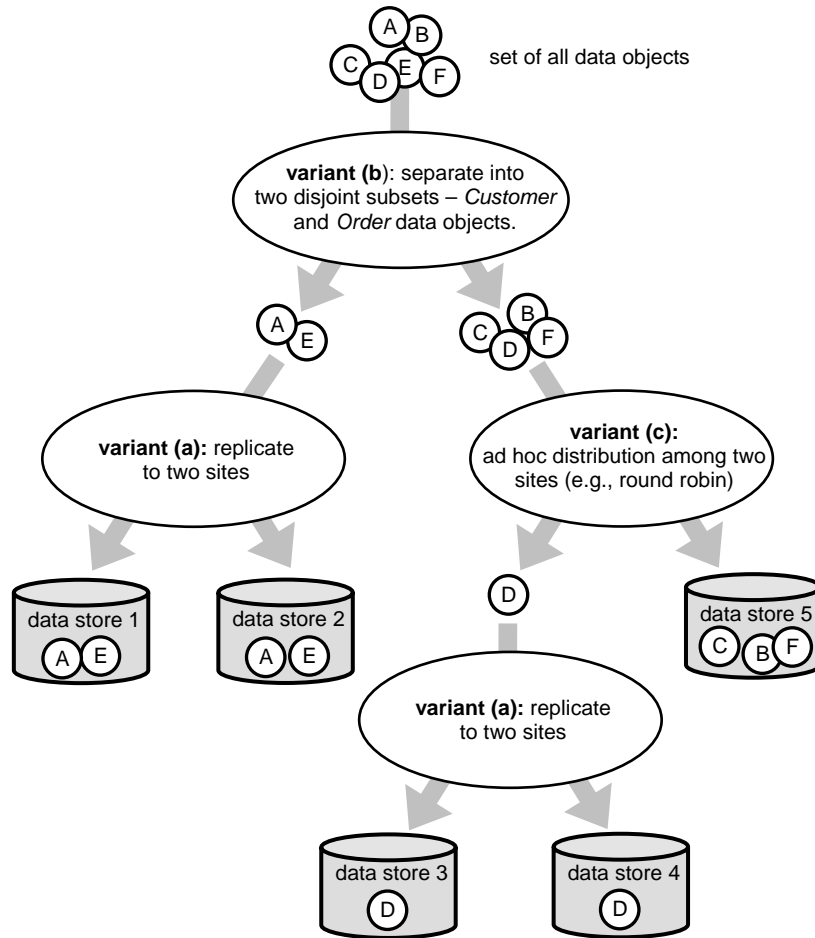 A
B
C
D
E
F
set of all data objects
variant (b): separate into
two disjoint subsets – Customer
and Order data objects.
A
E
C
D
B
F
variant (a): replicate
to two sites
variant (c):
ad hoc distribution among two
sites (e.g., round robin)
data store 1
A E
data store 2
A E
D
data store 5
C B F
variant (a): replicate
to two sites
data store 3
D
data store 4
D